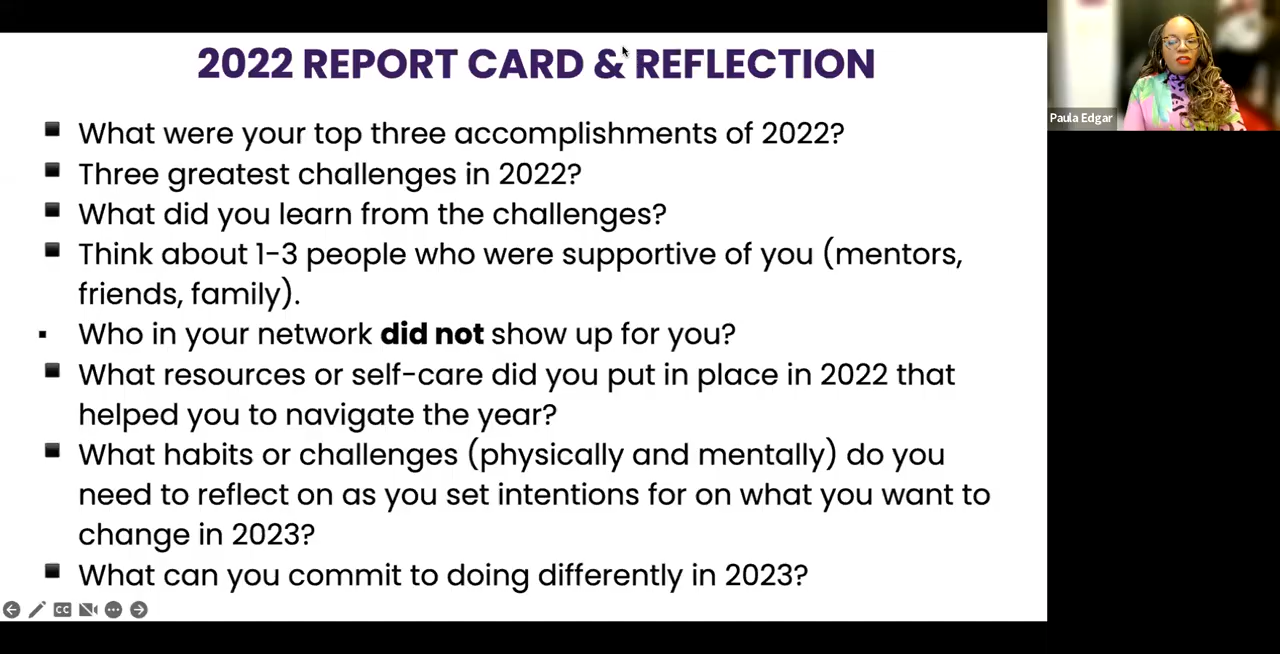 2022 REPORT CARD & REFLECTION
What were your top three accomplishments of 2022?
Three greatest challenges in 2022?
What did you learn from the challenges?
Think about 1-3 people who were supportive of you (mentors,
friends, family).
Who in your network did not show up for you?
What resources or self-care did you put in place in 2022 that
helped you to navigate the year?
What habits or challenges (physically and mentally) do you
need to reflect on as you set intentions for on what you want to
change in 2023?
What can you commit to doing differently in 2023?
CC
Paula Edgar